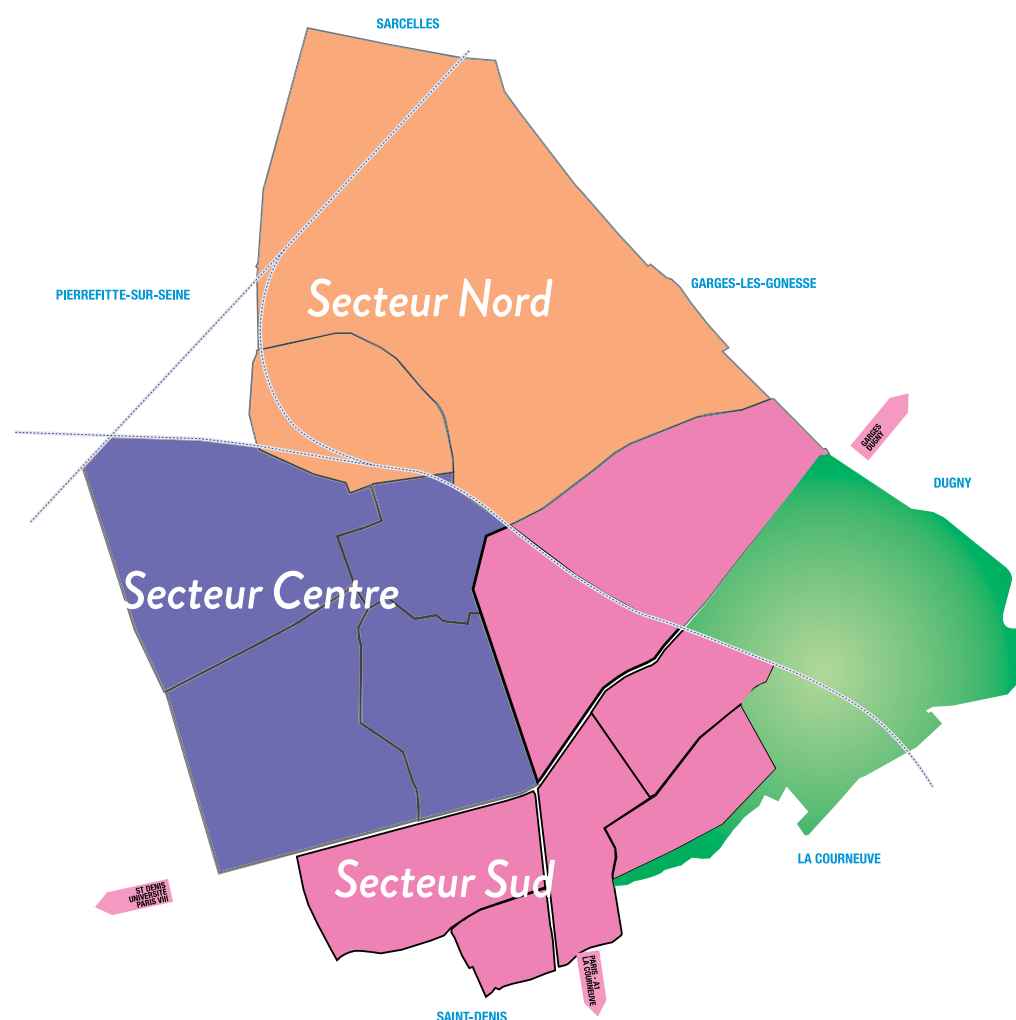 SARCELLES
PIERREFITTE-SUR-SEINE
GARGES-LES-GONESSE
Secteur Nord
GARGES
DUGNY
DUGNY
Secteur Centre
LA COURNEUVE
Secteur Sud
ST DENIS
UNIVERSITÉ
PARIS VIII
PARIS - A1
LA COURNEUVE
SAINT-DENIS